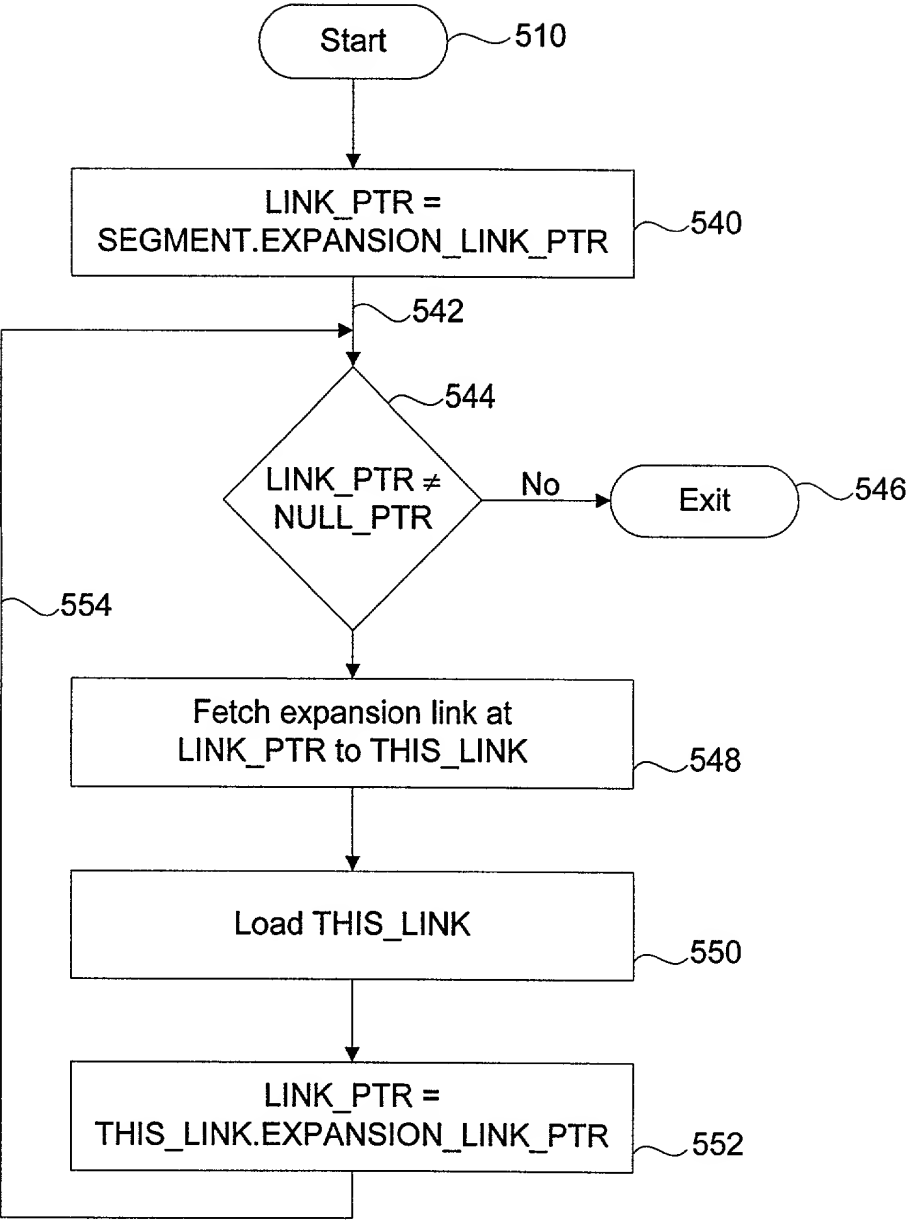 Start
510
LINK_PTR =
SEGMENT.EXPANSION_LINK_PTR
540
542
544
LINK_PTR ≠
NULL_PTR
No
Exit
546
554
Fetch expansion link at
LINK_PTR to THIS_LINK
548
Load THIS_LINK
550
LINK_PTR =
THIS_LINK.EXPANSION_LINK_PTR
552